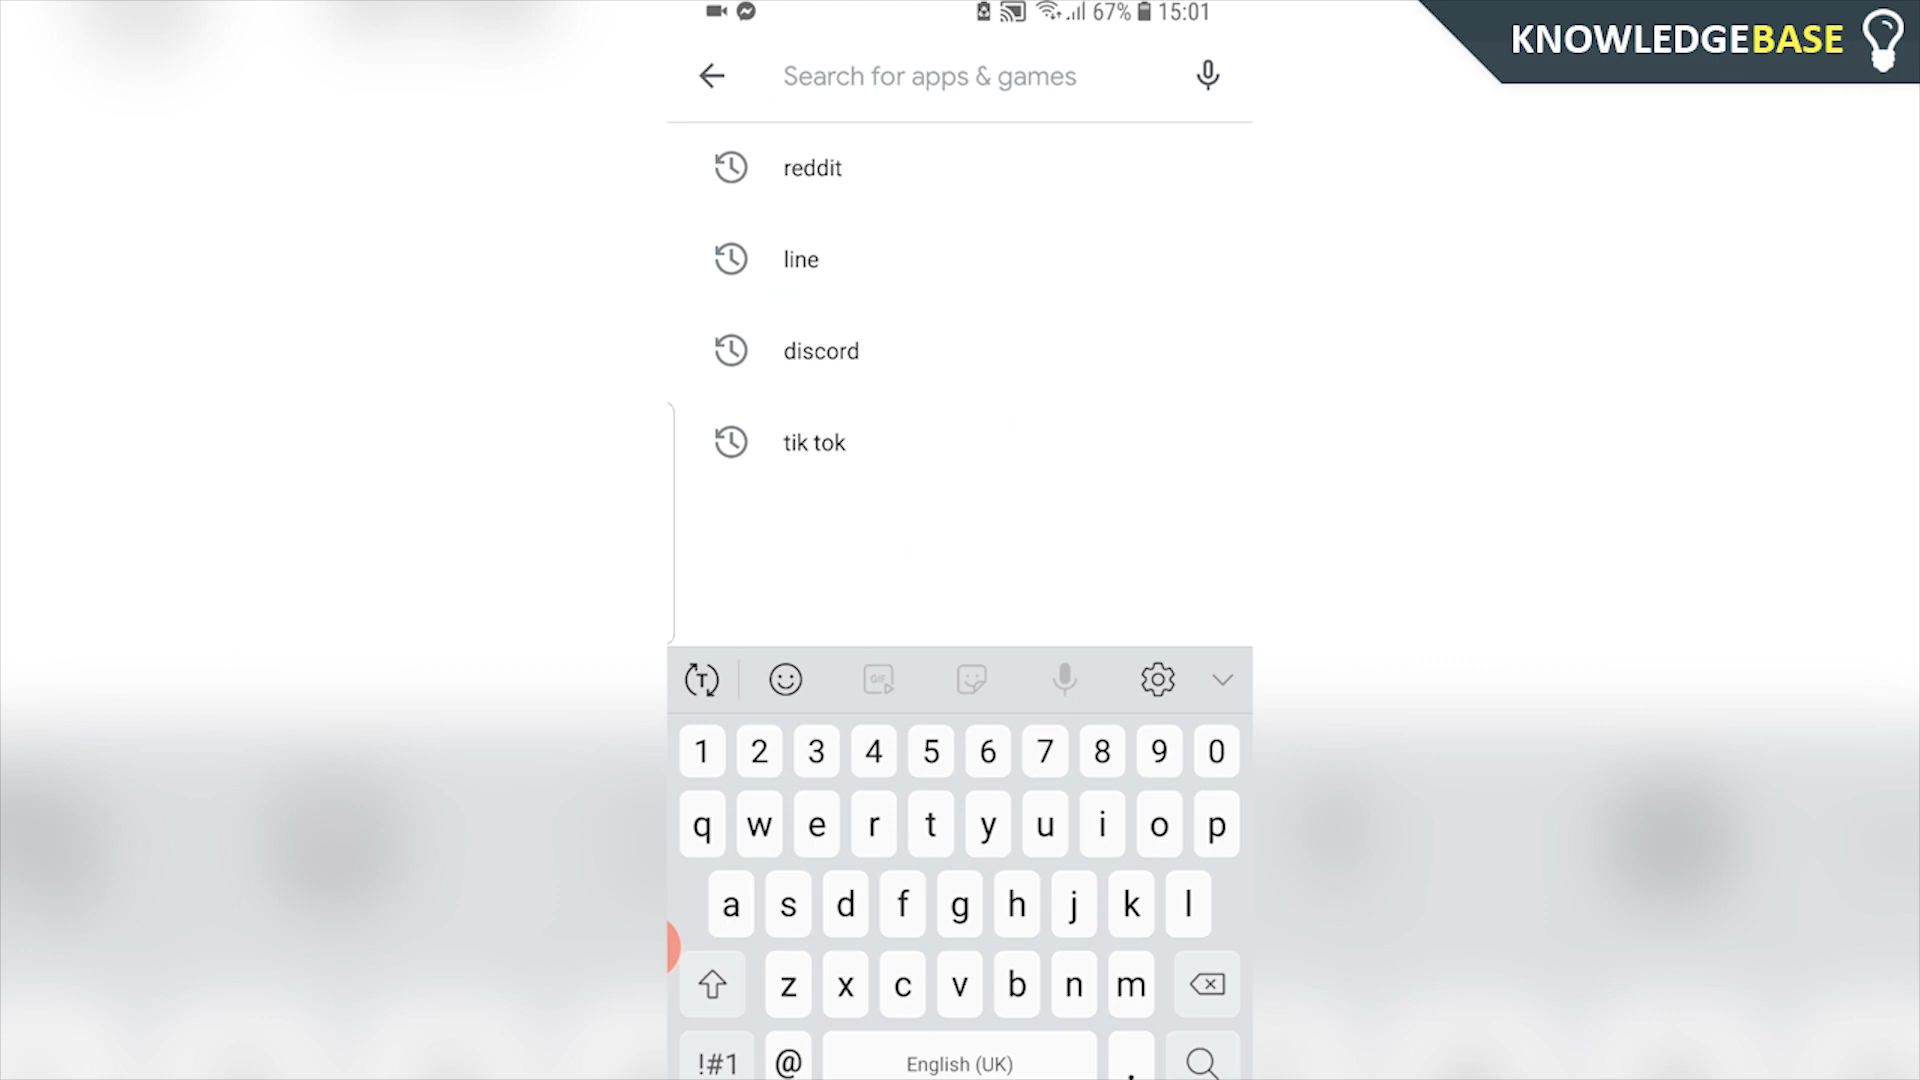 67% 15:01
KNOWLEDGEBASE
Search for apps & games
reddit
line
discord
tik tok
T GIF
1 2 3 4 5 6 7 8 9 0
q w e r t y u i o p
a s d f g h j k l
z x c v b n m
!#1 @ English (UK) .